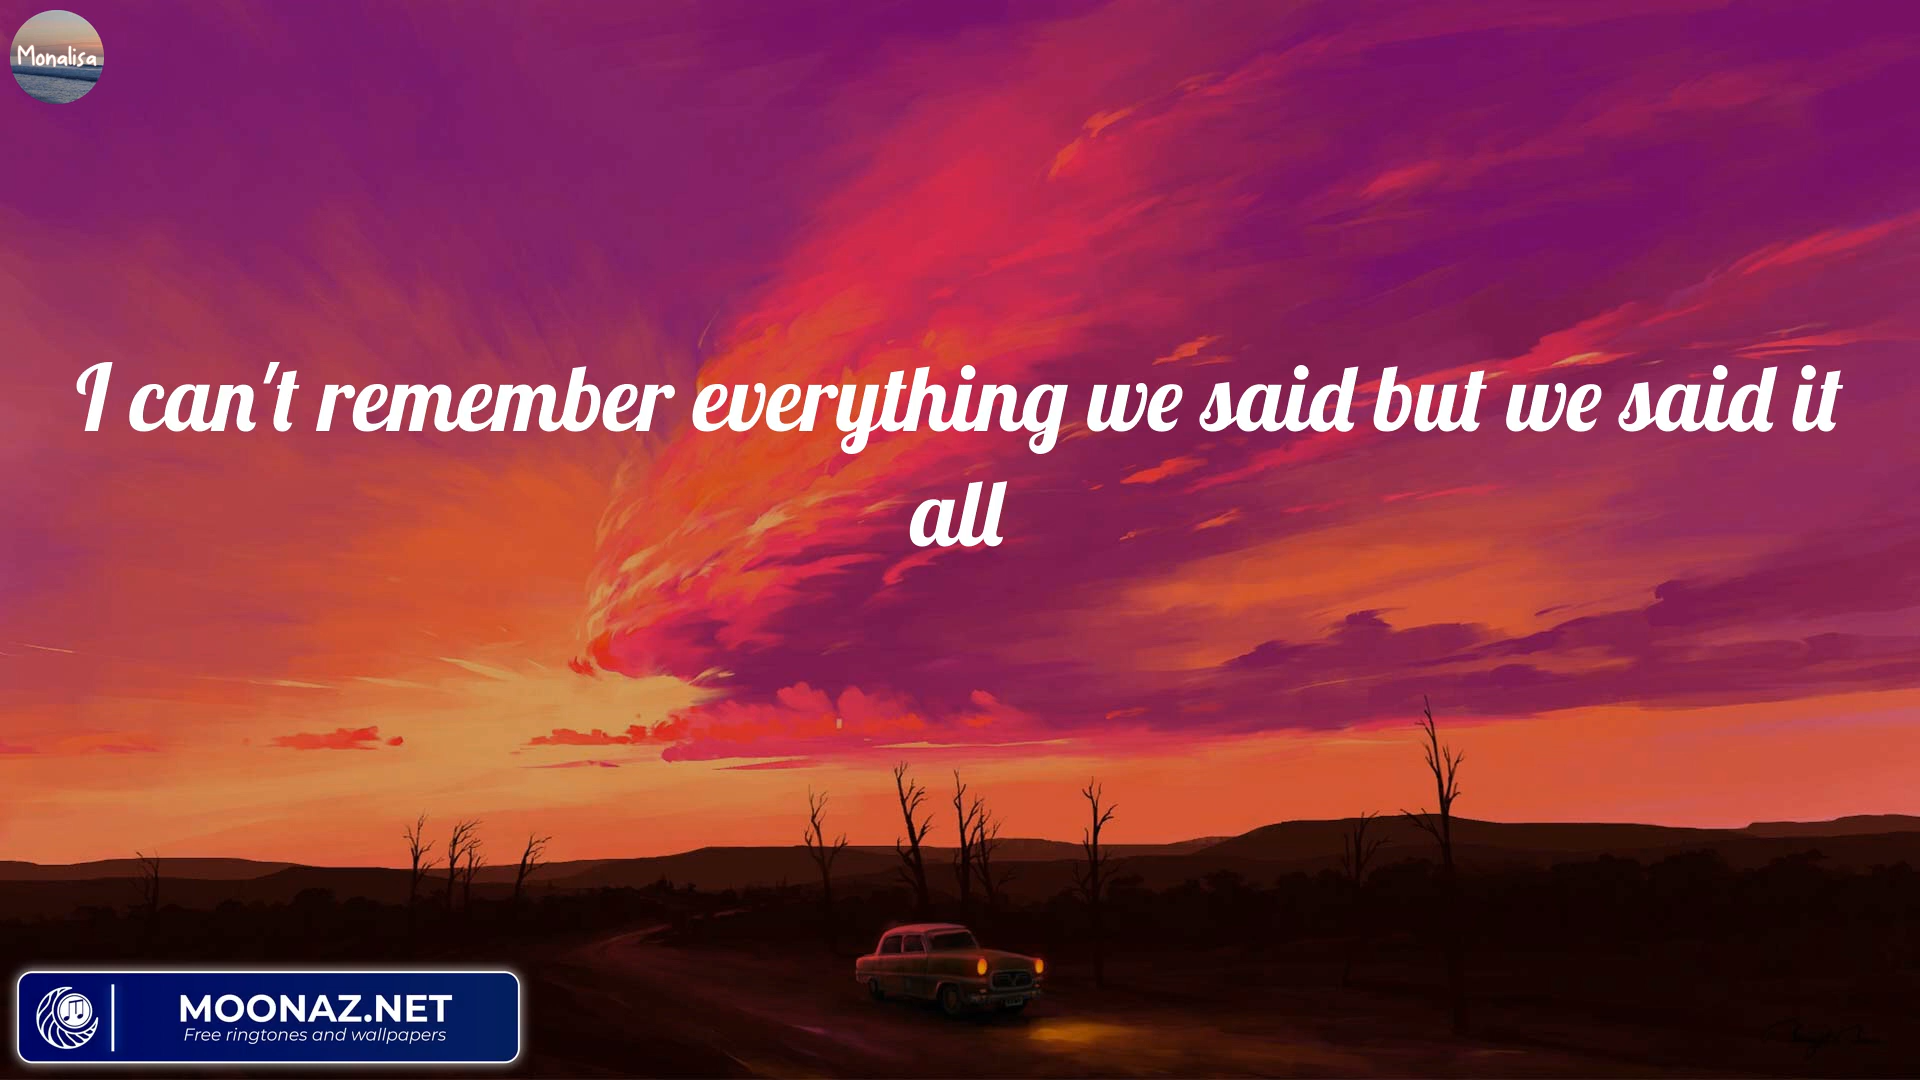 Monalisa
I can't remember everything we said but we said it
all
MOONAZ.NET
Free ringtones and wallpapers